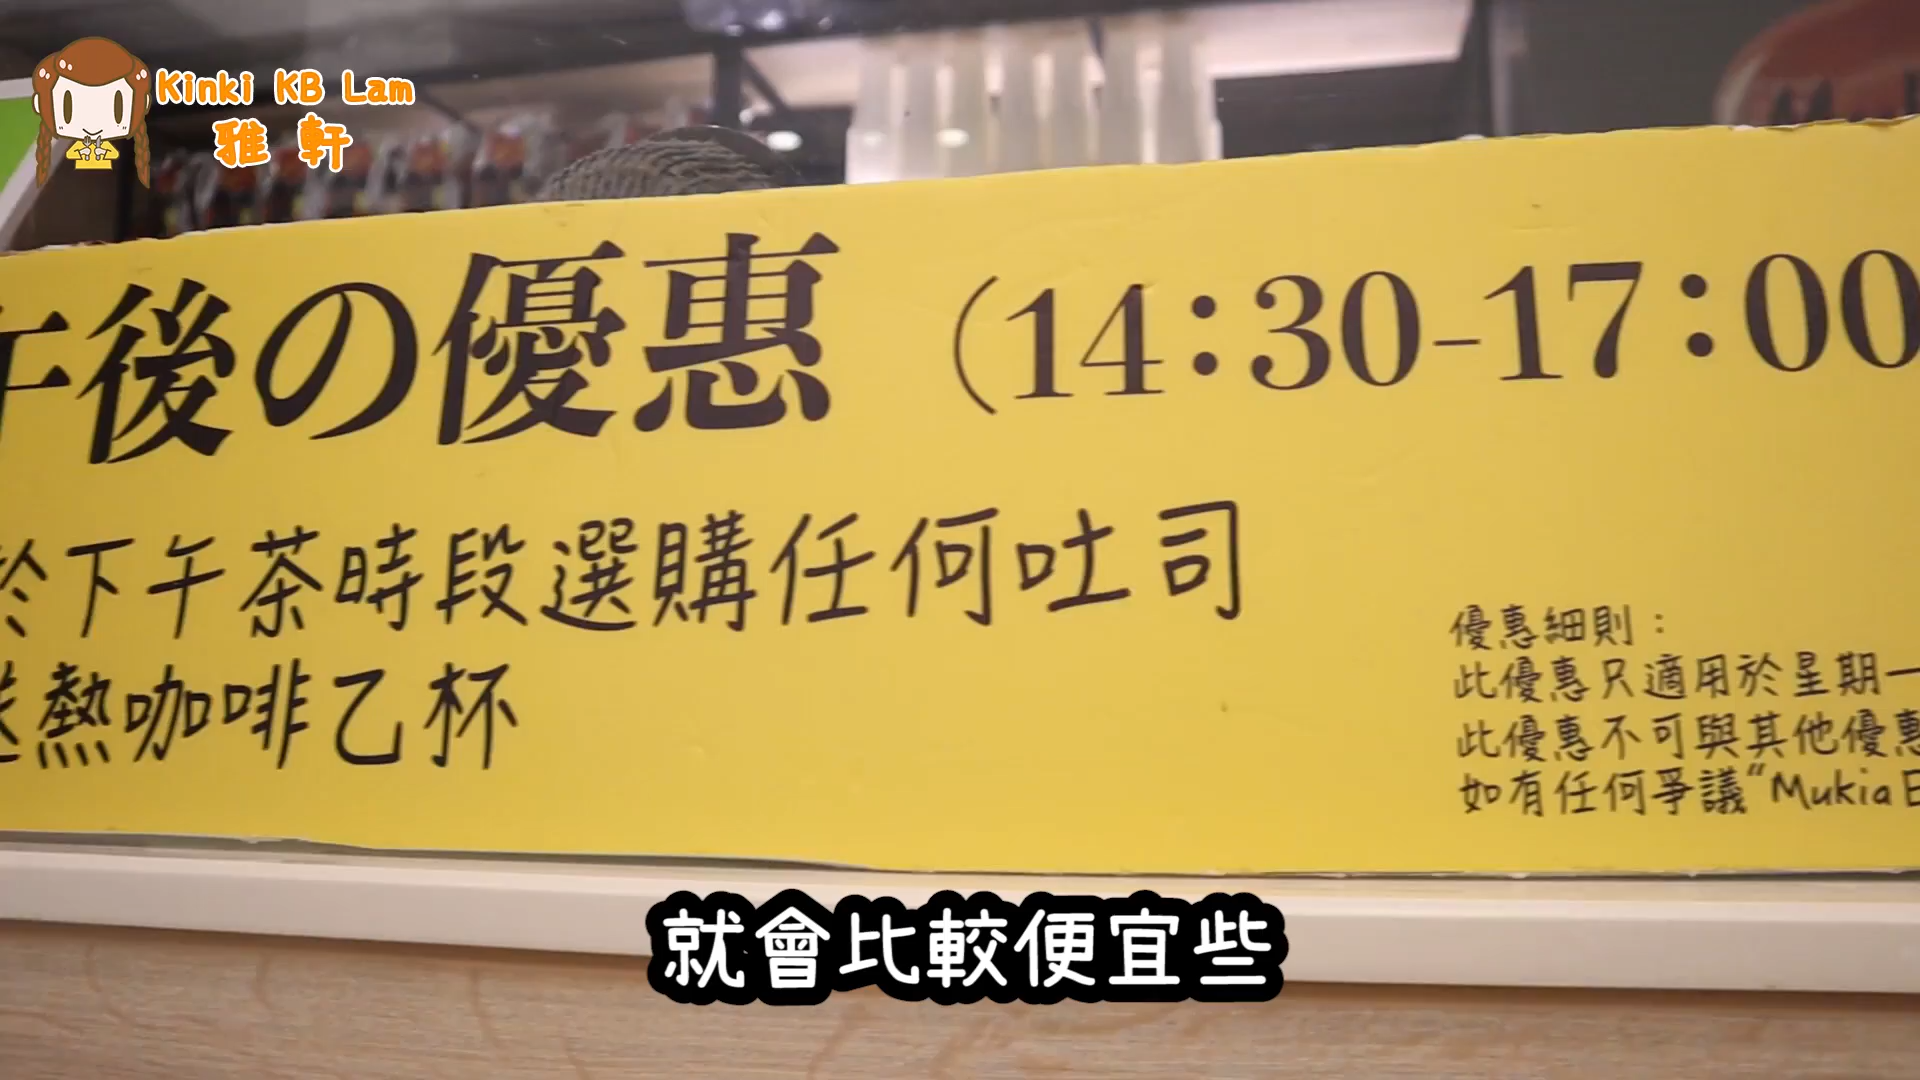 Kinki KB Lam
雅軒
午後の優惠 (14:30-17:00
於下午茶時段選購任何吐司
送熱咖啡乙杯
優惠細則：
此優惠只適用於星期一
此優惠不可與其他優惠
如有任何爭議"Mukia
就會比較便宜些